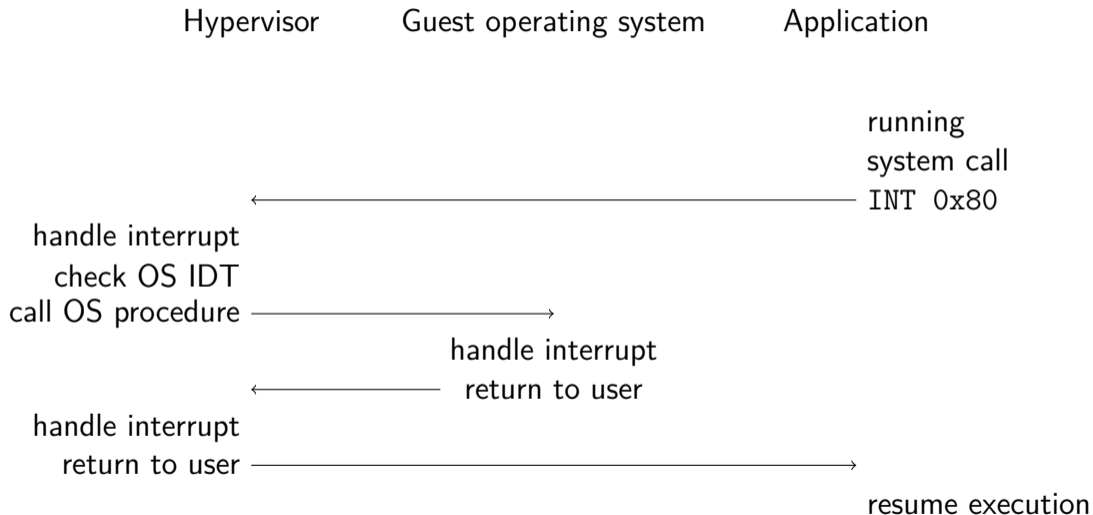 Hypervisor Guest operating system Application
running
system call
INT 0x80
handle interrupt
check OS IDT
call OS procedure
handle interrupt
return to user
handle interrupt
return to user
resume execution